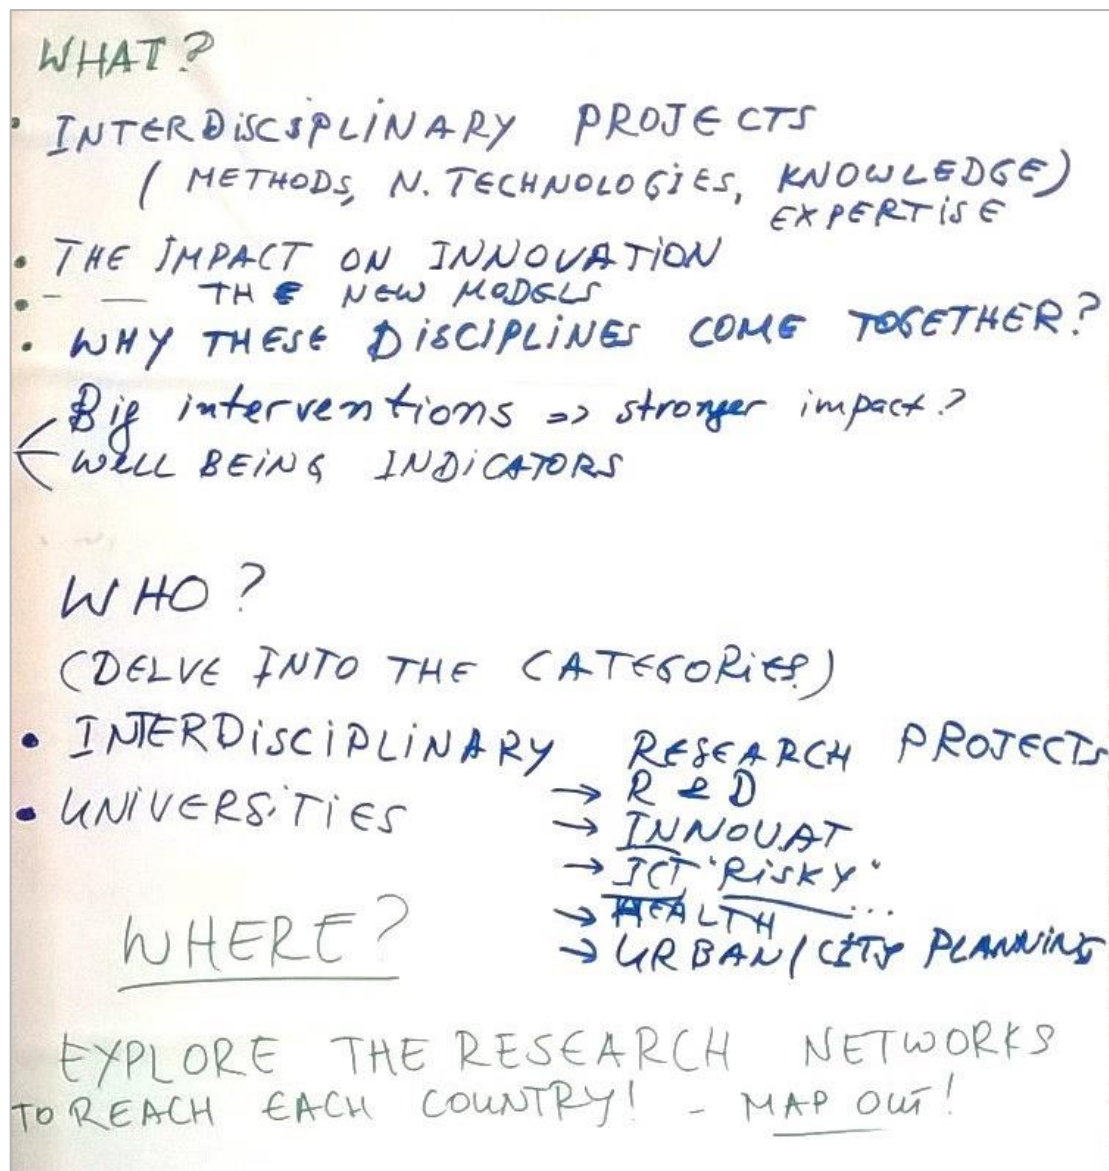 WHAT?
• INTERDISCIPLINARY PROJECTS
( METHODS, N. TECHNOLOGIES, KNOWLEDGE)
EXPERTISE
• THE IMPACT ON INNOVATION
• - — THE NEW MODELS
• WHY THESE DISCIPLINES COME TOGETHER?
Big interventions => stronger impact?
WELL BEING INDICATORS
WHO?
(DELVE INTO THE CATEGORIES)
• INTERDISCIPLINARY RESEARCH PROJECTS
• UNIVERSITIES → R & D
→ INNOVAT
→ ICT "RISKY"
→ HEALTH ...
WHERE?
→ URBAN/CITY PLANNING
EXPLORE THE RESEARCH NETWORKS
TO REACH EACH COUNTRY! - MAP OUT!